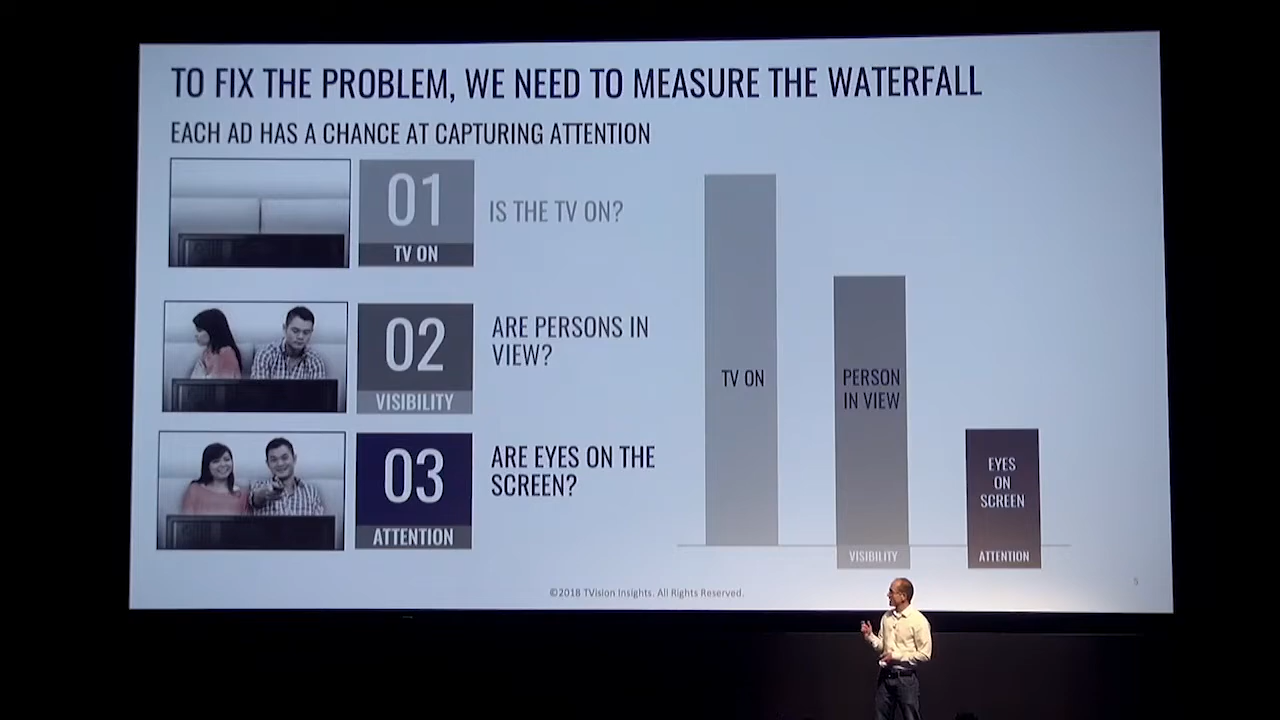 TO FIX THE PROBLEM, WE NEED TO MEASURE THE WATERFALL
EACH AD HAS A CHANCE AT CAPTURING ATTENTION
01
TV ON
IS THE TV ON?
02
VISIBILITY
ARE PERSONS IN
VIEW?
03
ATTENTION
ARE EYES ON THE
SCREEN?
TV ON
PERSON
IN VIEW
VISIBILITY
EYES
ON
SCREEN
ATTENTION
©2018 TVision Insights. All Rights Reserved.
5